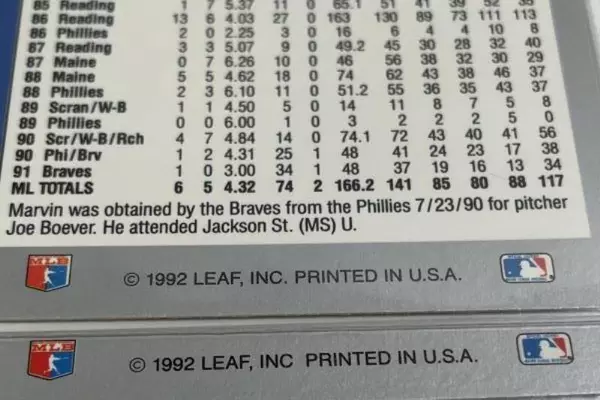 85 Reading 1 7 5.37 11 0 65.1 51 41 39 52 35
86 Reading 13 6 4.03 27 0 163 130 89 73 111 113
86 Phillies 2 0 2.25 3 0 16 6 4 4 10 8
87 Reading 3 3 5.07 9 0 49.2 45 30 28 32 40
87 Maine 0 7 6.26 10 0 46 56 38 32 30 29
88 Maine 5 5 4.62 18 0 74 62 43 38 46 37
88 Phillies 2 3 6.10 11 0 51.2 55 36 35 43 37
89 Scran/W-B 1 1 4.50 5 0 14 11 8 7 5 8
89 Phillies 0 0 6.00 1 0 3 2 2 2 5 0
90 Scr/W-B/Rch 4 7 4.84 14 0 74.1 72 43 40 41 56
90 Phi/Brv 1 2 4.31 25 1 48 41 24 23 17 38
91 Braves 1 0 3.00 34 1 48 37 19 16 13 34
ML TOTALS 6 5 4.32 74 2 166.2 141 85 80 88 117
Marvin was obtained by the Braves from the Phillies 7/23/90 for pitcher
Joe Boever. He attended Jackson St. (MS) U.
MLB © 1992 LEAF, INC. PRINTED IN U.S.A.
MLB © 1992 LEAF, INC PRINTED IN U.S.A.